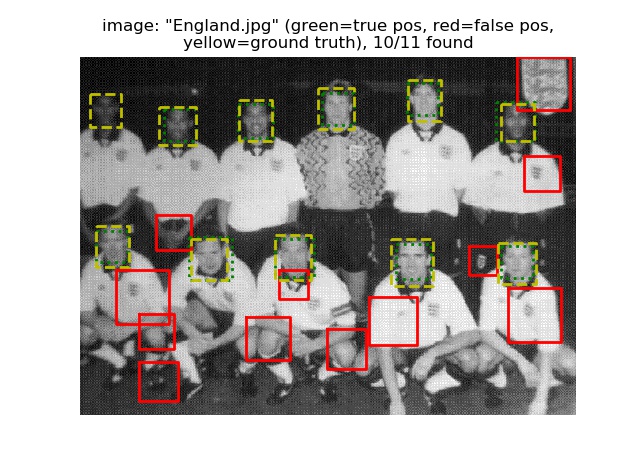 image: "England.jpg" (green=true pos, red=false pos,
yellow=ground truth), 10/11 found